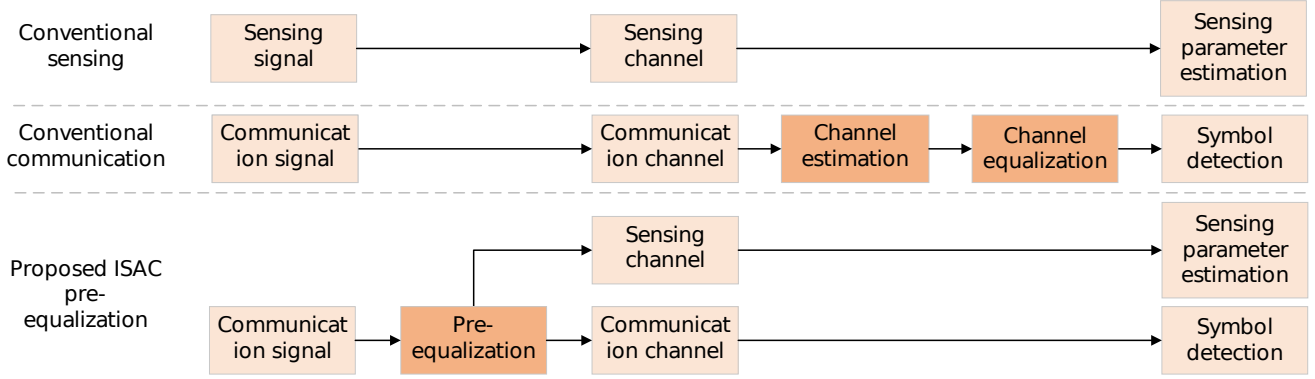 Conventional
sensing
Sensing
signal
Sensing
channel
Sensing
parameter
estimation
Conventional
communication
Communicat
ion signal
Communicat
ion channel
Channel
estimation
Channel
equalization
Symbol
detection
Proposed ISAC
pre-
equalization
Sensing
channel
Sensing
parameter
estimation
Communicat
ion signal
Pre-
equalization
Communicat
ion channel
Symbol
detection